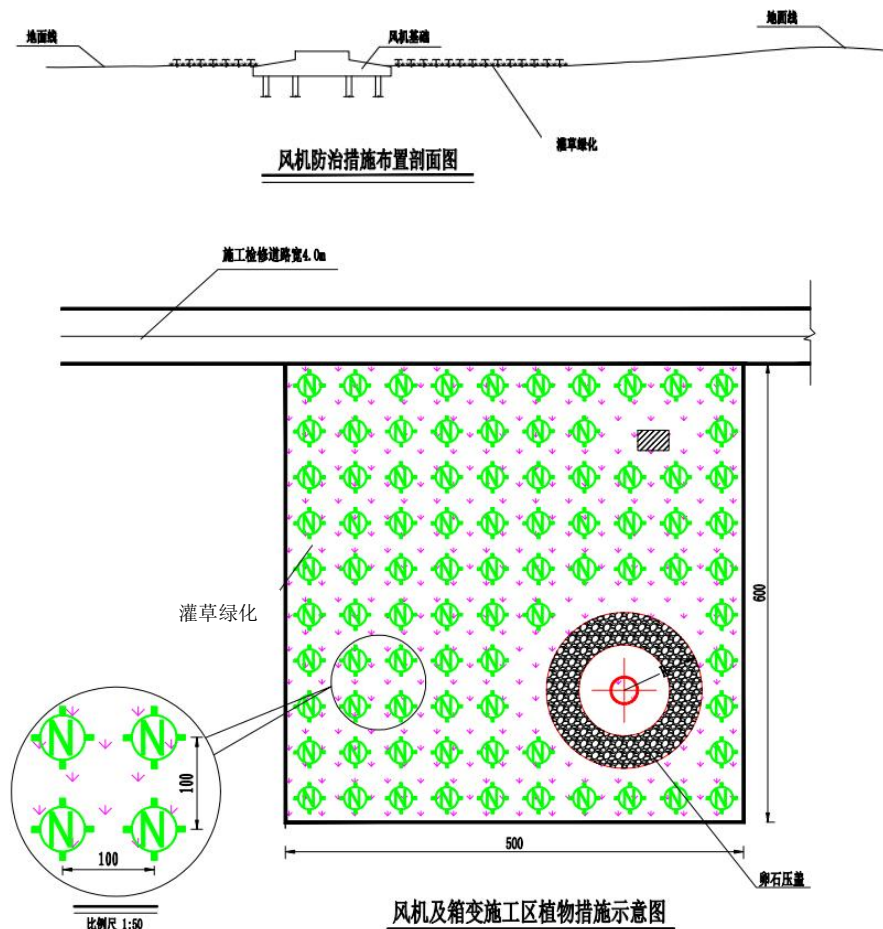 地面线
风机基础
地面线
灌草绿化
风机防治措施布置剖面图
施工检修道路宽4.0m
灌草绿化
600
100
100
500
卵石压盖
比例尺 1:50
风机及箱变施工区植物措施示意图